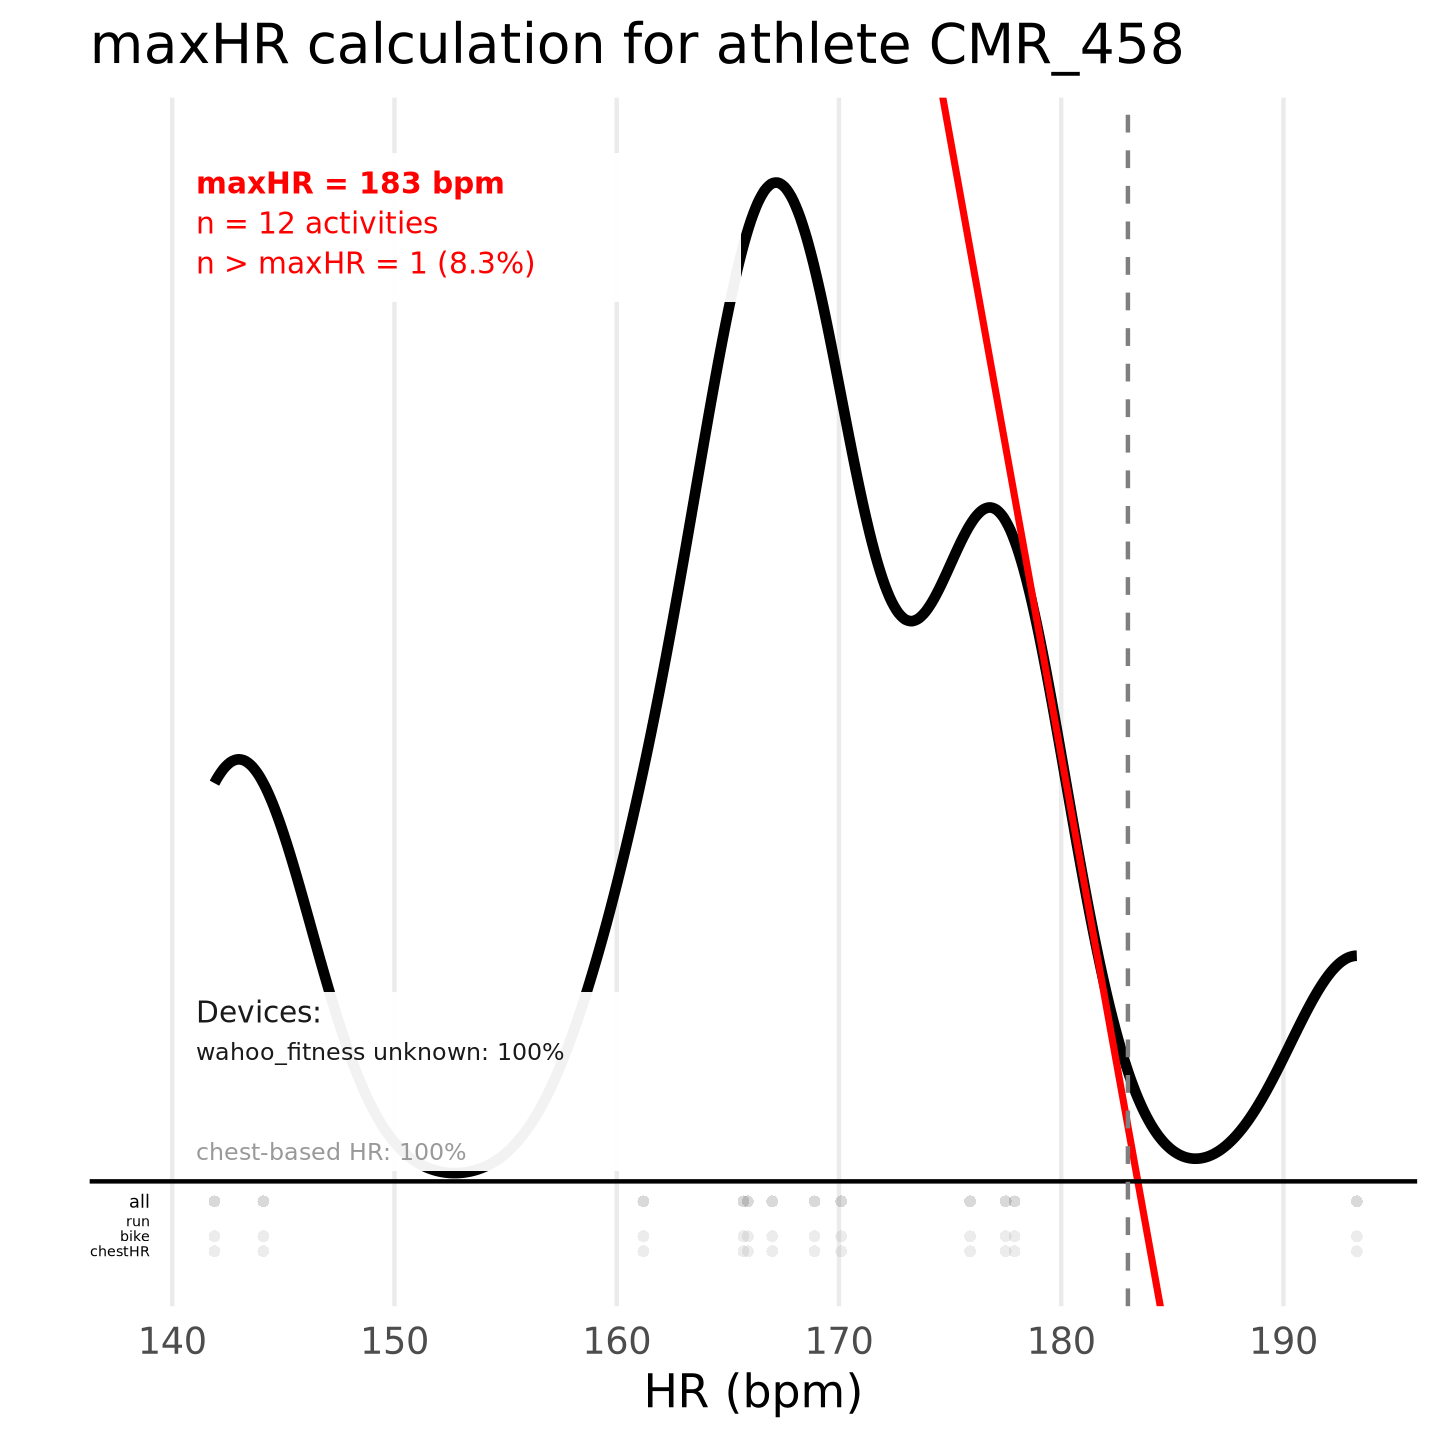 maxHR calculation for athlete CMR_458
maxHR = 183 bpm
n = 12 activities
n > maxHR = 1 (8.3%)
Devices:
wahoo_fitness unknown: 100%
chest-based HR: 100%
all
run
bike
chestHR
140 150 160 170 180 190
HR (bpm)